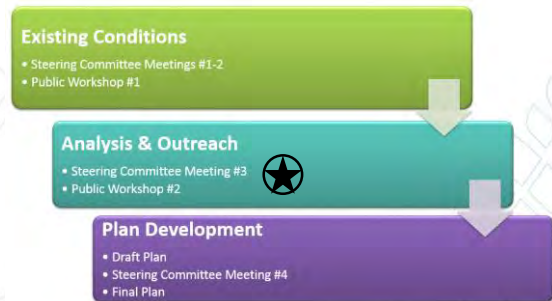 Existing Conditions
• Steering Committee Meetings #1-2
• Public Workshop #1
Analysis & Outreach
• Steering Committee Meeting #3
• Public Workshop #2
Plan Development
• Draft Plan
• Steering Committee Meeting #4
• Final Plan